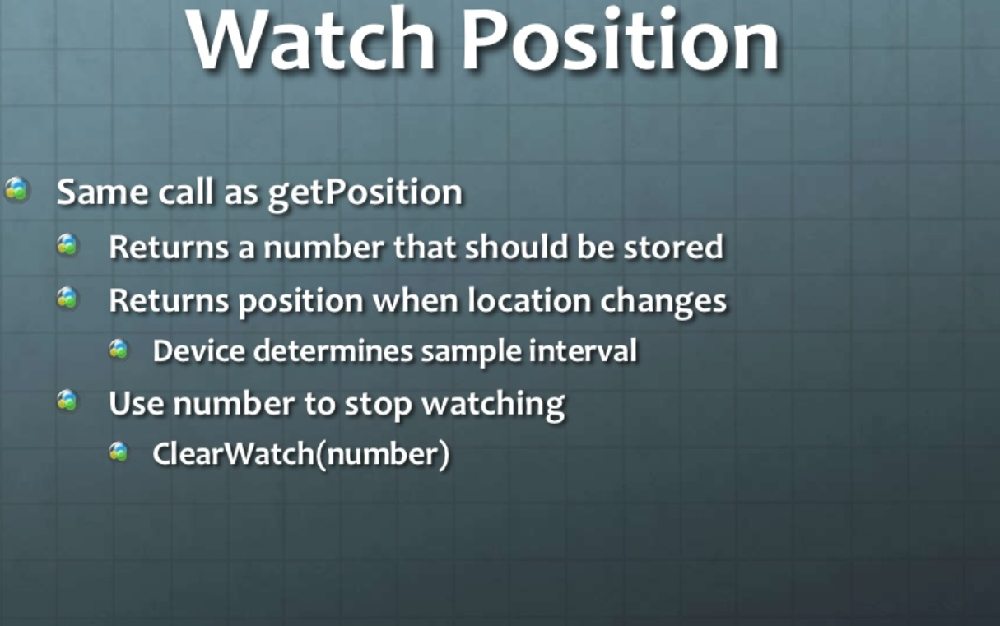 Watch Position
Same call as getPosition
Returns a number that should be stored
Returns position when location changes
Device determines sample interval
Use number to stop watching
ClearWatch(number)